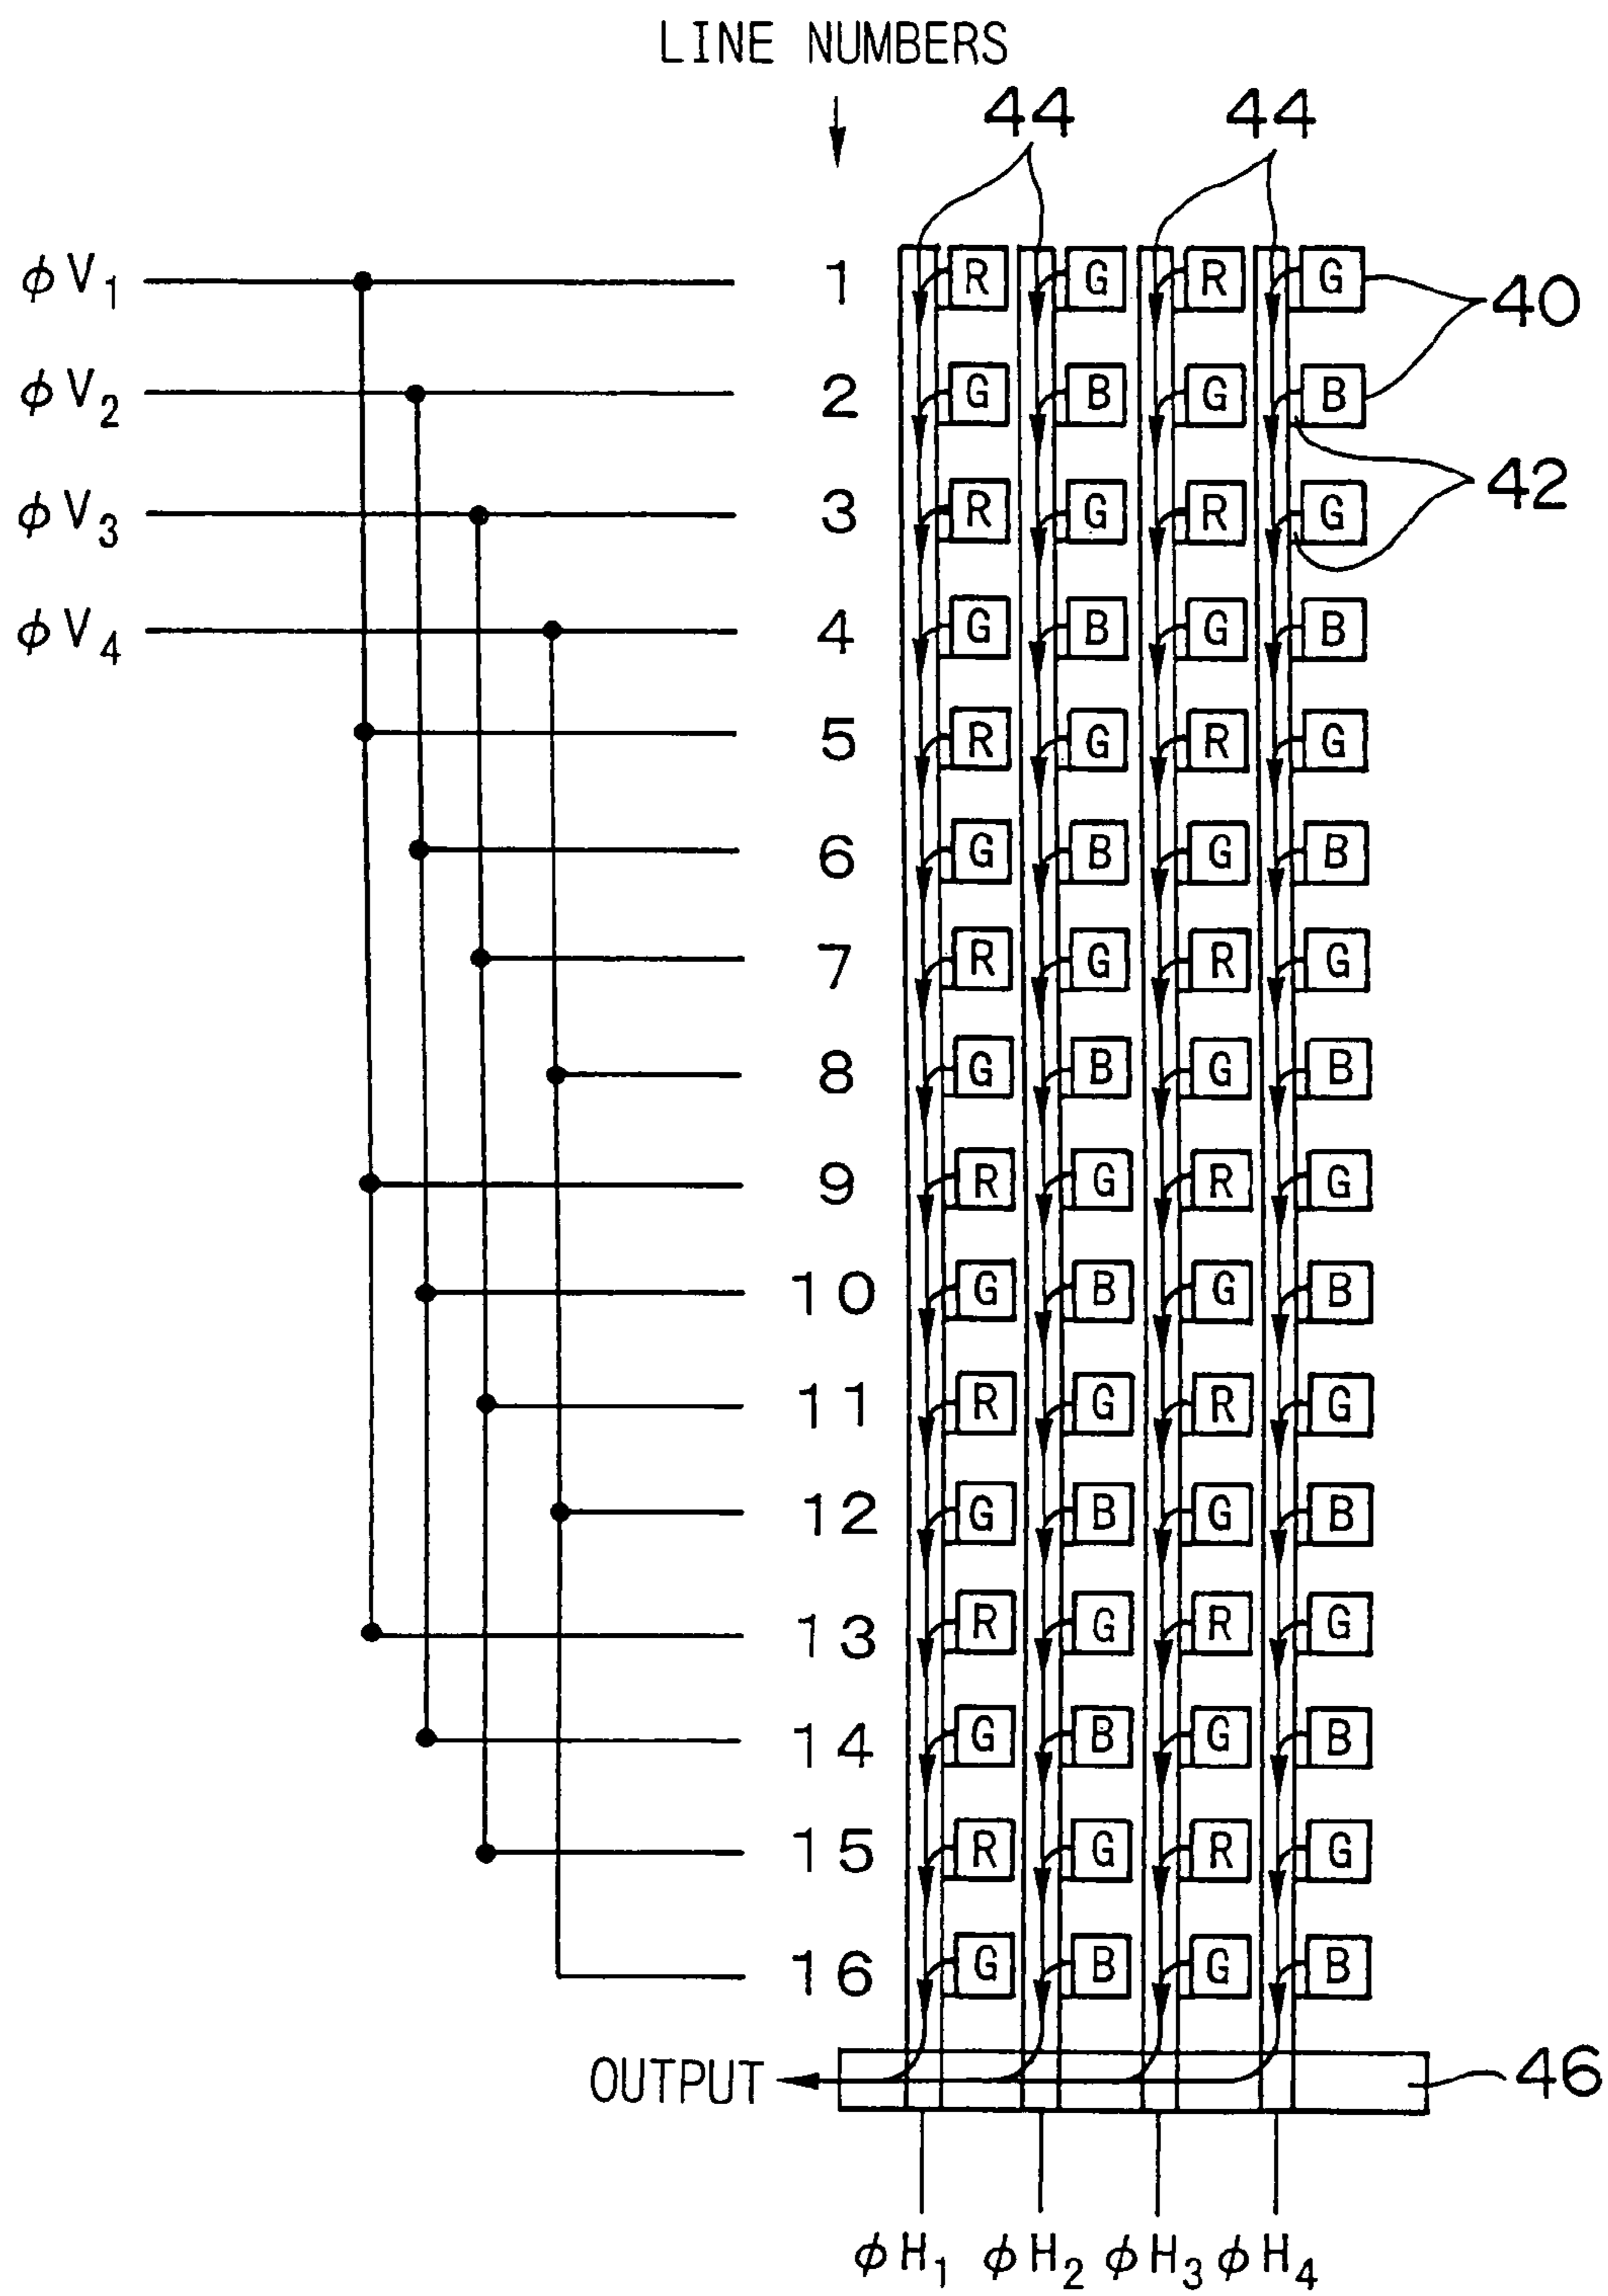 LINE NUMBERS
44 44
φV1 1 R G R G 40
φV2 2 G B G B
42
φV3 3 R G R G
φV4 4 G B G B
5 R G R G
6 G B G B
7 R G R G
8 G B G B
9 R G R G
10 G B G B
11 R G R G
12 G B G B
13 R G R G
14 G B G B
15 R G R G
16 G B G B
OUTPUT 46
φH1 φH2 φH3 φH4